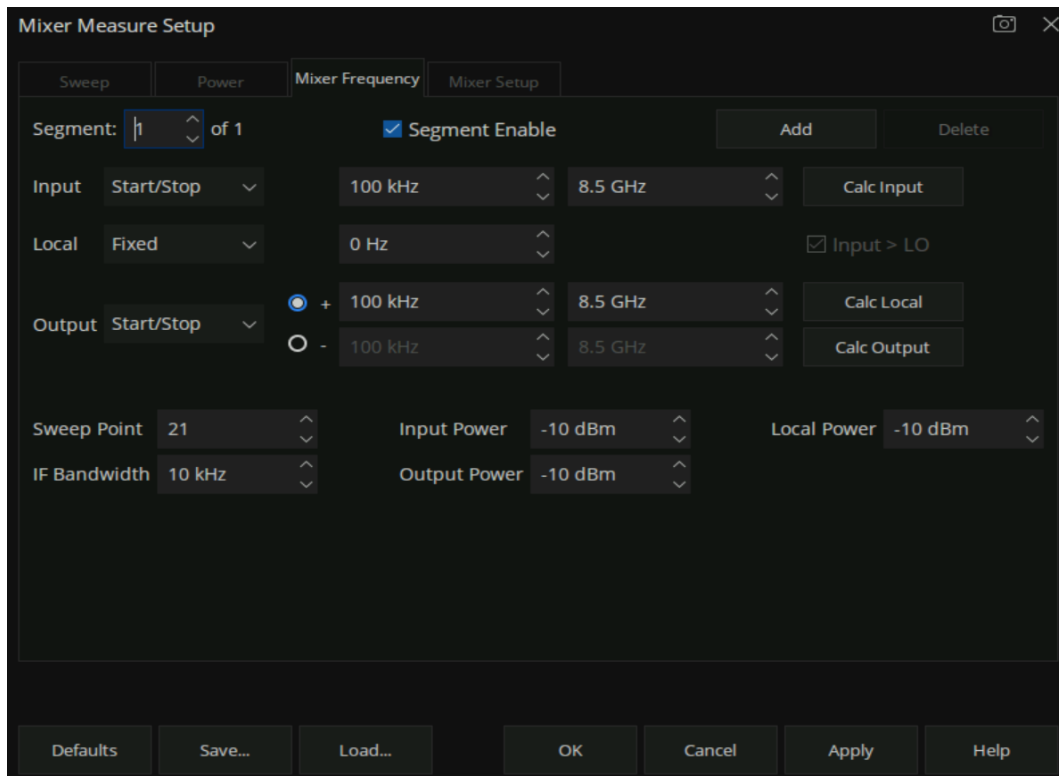 Mixer Measure Setup
Sweep Power Mixer Frequency Mixer Setup
Segment: 1 of 1 Segment Enable Add Delete
Input Start/Stop 100 kHz 8.5 GHz Calc Input
Local Fixed 0 Hz Input > LO
+ 100 kHz 8.5 GHz Calc Local
Output Start/Stop
- 100 kHz 8.5 GHz Calc Output
Sweep Point 21 Input Power -10 dBm Local Power -10 dBm
IF Bandwidth 10 kHz Output Power -10 dBm
Defaults Save... Load... OK Cancel Apply Help